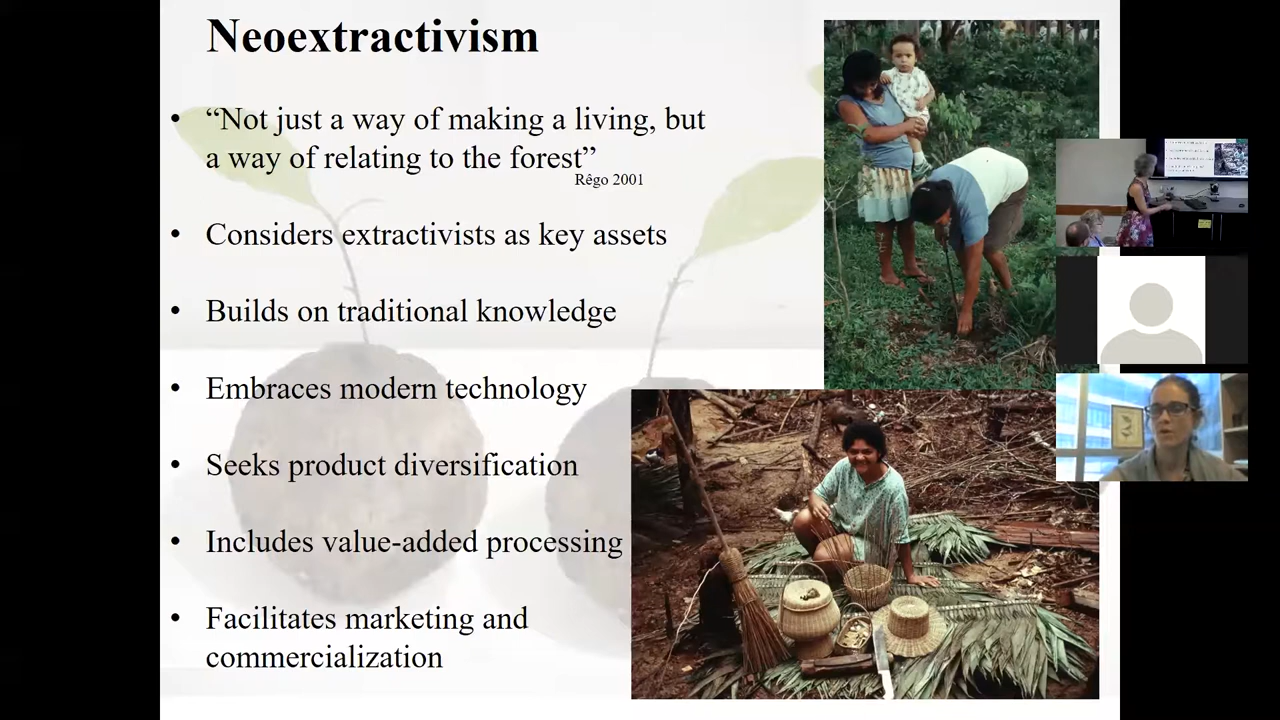 Neoextractivism
• “Not just a way of making a living, but
a way of relating to the forest”
Rêgo 2001
• Considers extractivists as key assets
• Builds on traditional knowledge
• Embraces modern technology
• Seeks product diversification
• Includes value-added processing
• Facilitates marketing and
commercialization